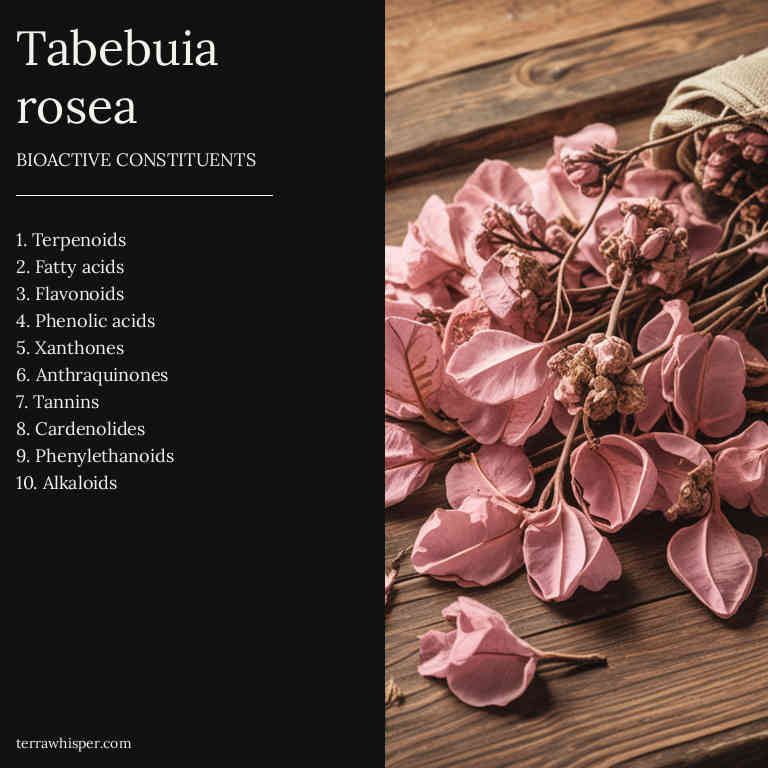 Tabebuia
rosea
BIOACTIVE CONSTITUENTS
1. Terpenoids
2. Fatty acids
3. Flavonoids
4. Phenolic acids
5. Xanthones
6. Anthraquinones
7. Tannins
8. Cardenolides
9. Phenylethanoids
10. Alkaloids
terrawhisper.com